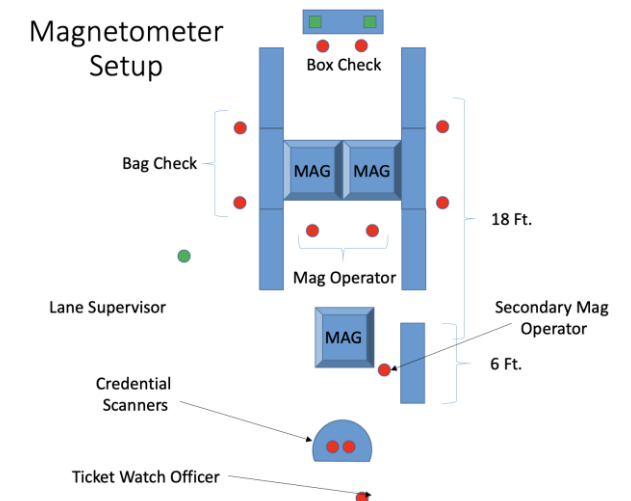 Magnetometer
Setup
Box Check
Bag Check
MAG
MAG
18 Ft.
Mag Operator
Lane Supervisor
Secondary Mag
Operator
MAG
6 Ft.
Credential
Scanners
Ticket Watch Officer